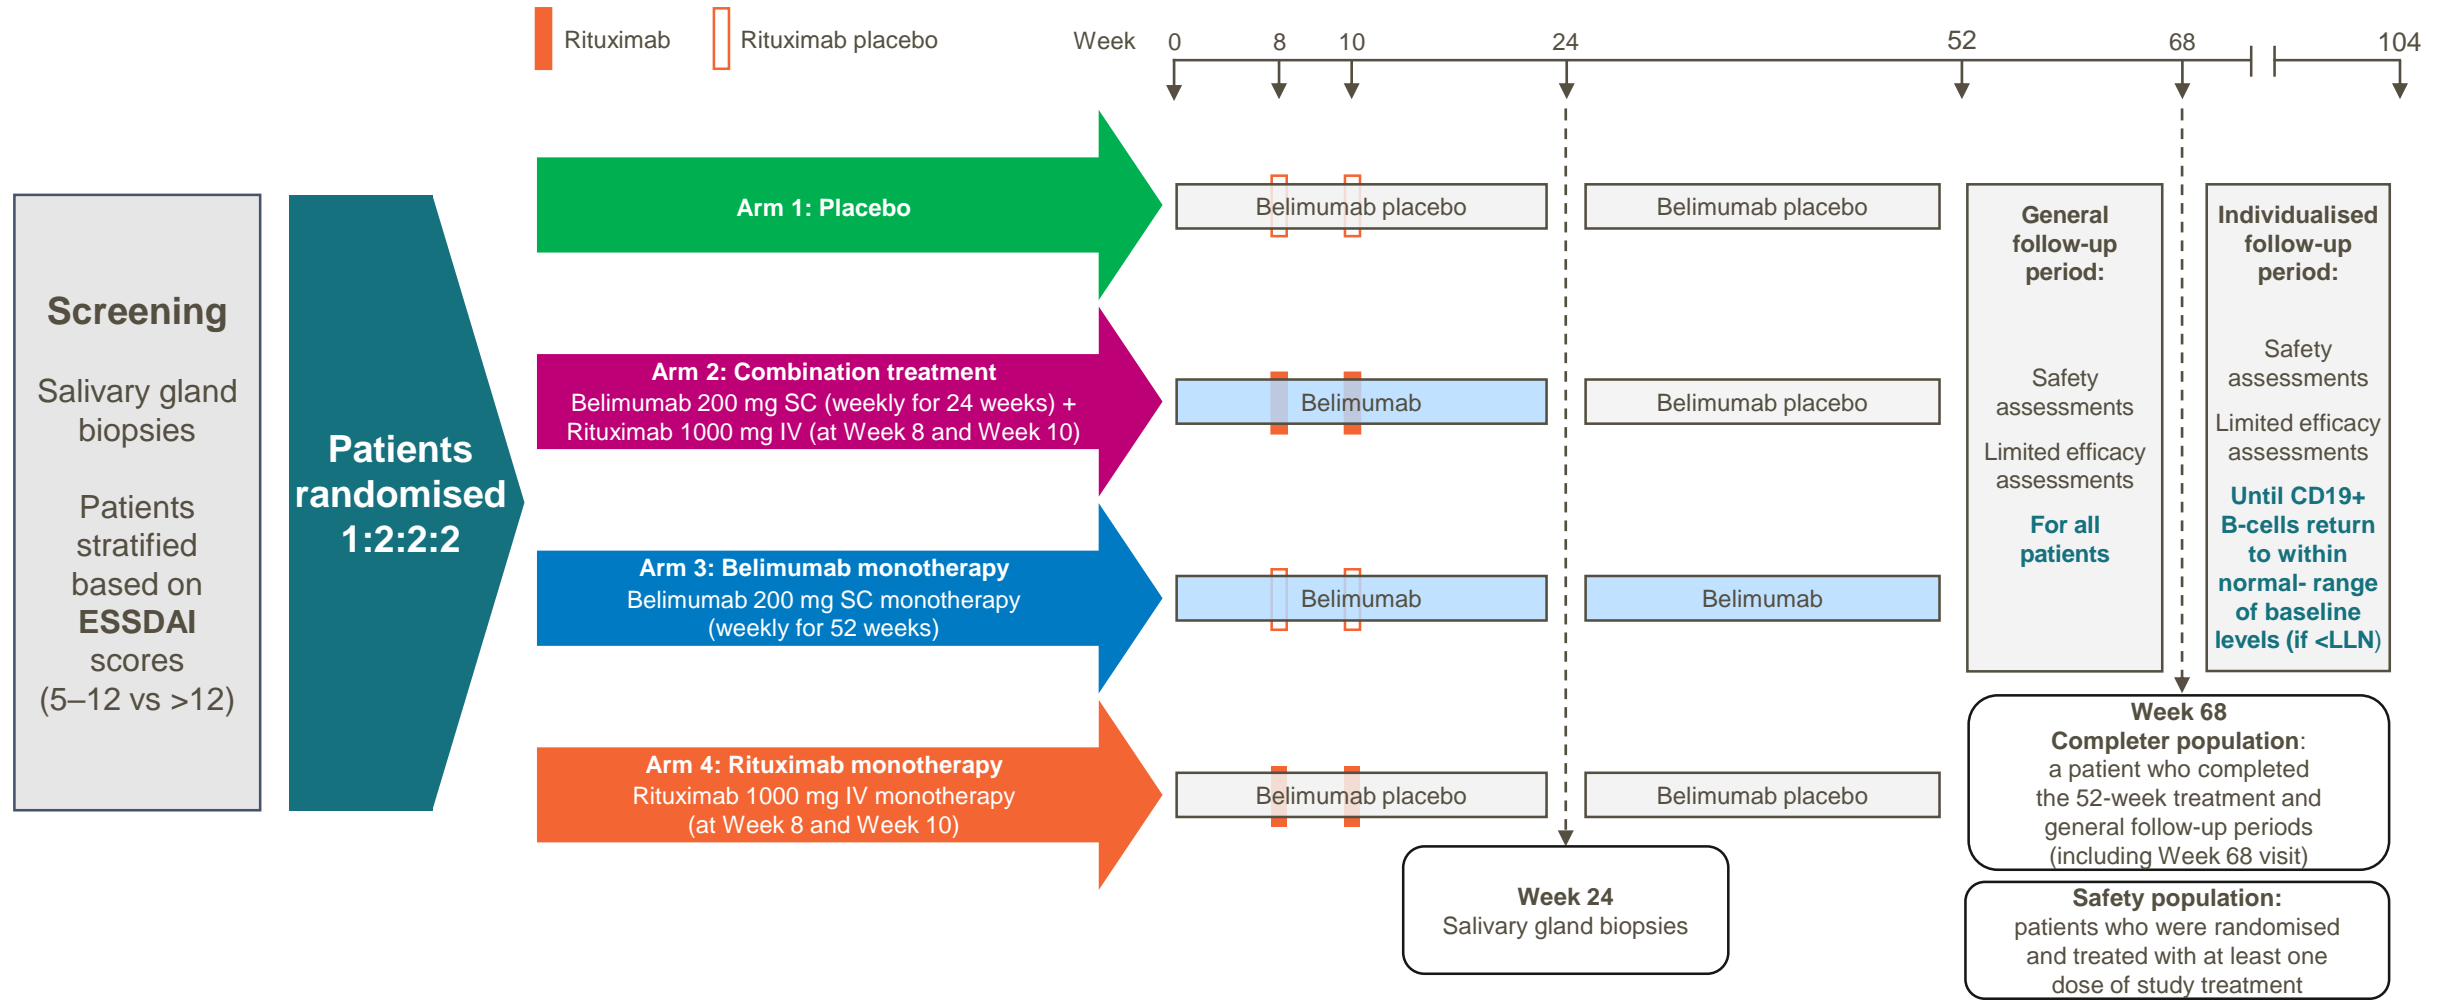 Rituximab
Rituximab placebo
Week
0
8
10
24
52
68
104
Screening
Salivary gland
biopsies
Patients
stratified
based on
ESSDAI
scores
(5–12 vs >12)
Patients
randomised
1:2:2:2
Arm 1: Placebo
Belimumab placebo
Belimumab placebo
Arm 2: Combination treatment
Belimumab 200 mg SC (weekly for 24 weeks) +
Rituximab 1000 mg IV (at Week 8 and Week 10)
Belimumab
Belimumab placebo
Arm 3: Belimumab monotherapy
Belimumab 200 mg SC monotherapy
(weekly for 52 weeks)
Belimumab
Belimumab
Arm 4: Rituximab monotherapy
Rituximab 1000 mg IV monotherapy
(at Week 8 and Week 10)
Belimumab placebo
Belimumab placebo
General
follow-up
period:
Safety
assessments
Limited efficacy
assessments
For all
patients
Individualised
follow-up
period:
Safety
assessments
Limited efficacy
assessments
Until CD19+
B-cells return
to within
normal- range
of baseline
levels (if <LLN)
Week 24
Salivary gland biopsies
Week 68
Completer population:
a patient who completed
the 52-week treatment and
general follow-up periods
(including Week 68 visit)
Safety population:
patients who were randomised
and treated with at least one
dose of study treatment